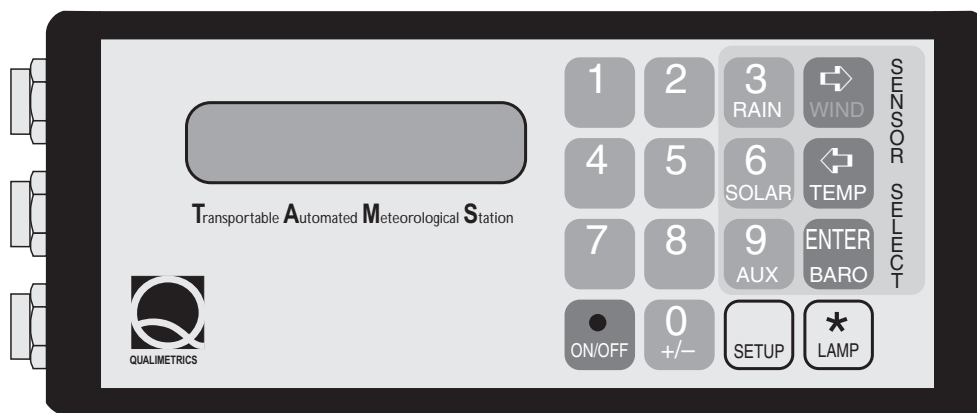 1 2 3 RAIN ⇨ WIND
4 5 6 SOLAR ⇦ TEMP
7 8 9 AUX ENTER BARO
● ON/OFF 0 +/– SETUP * LAMP
SENSOR SELECT
Transportable Automated Meteorological Station
QUALIMETRICS